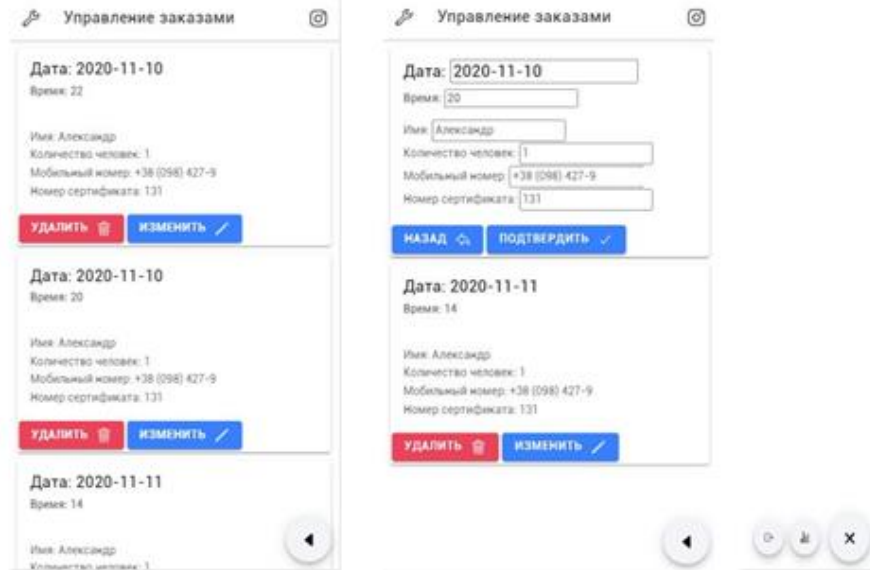 Управление заказами
Дата: 2020-11-10
Время: 22
Имя: Александр
Количество человек: 1
Мобильный номер: +38 (098) 427-9
Номер сертификата: 131
УДАЛИТЬ
ИЗМЕНИТЬ
Дата: 2020-11-10
Время: 20
Имя: Александр
Количество человек: 1
Мобильный номер: +38 (098) 427-9
Номер сертификата: 131
УДАЛИТЬ
ИЗМЕНИТЬ
Дата: 2020-11-11
Время: 14
Имя: Александр
Количество человек: 1
Управление заказами
Дата: 2020-11-10
Время: 20
Имя: Александр
Количество человек: 1
Мобильный номер: +38 (098) 427-9
Номер сертификата: 131
НАЗАД
ПОДТВЕРДИТЬ
Дата: 2020-11-11
Время: 14
Имя: Александр
Количество человек: 1
Мобильный номер: +38 (098) 427-9
Номер сертификата: 131
УДАЛИТЬ
ИЗМЕНИТЬ